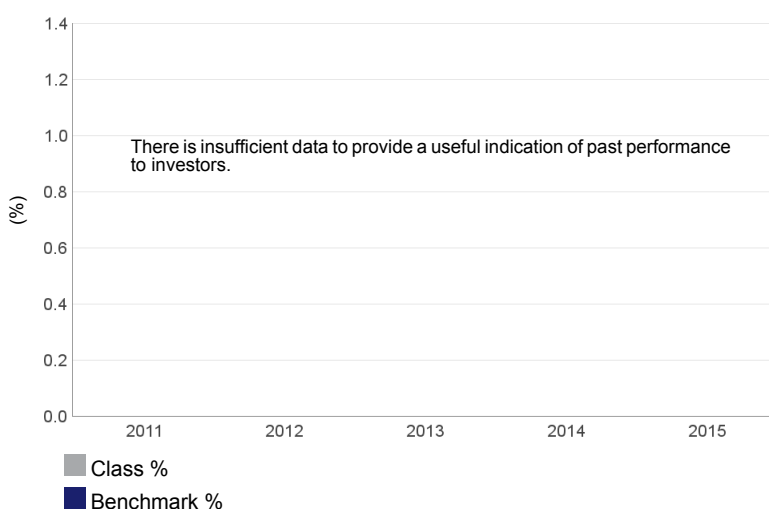 1.4
1.2
1.0
There is insufficient data to provide a useful indication of past performance
to investors.
0.8
(%)
0.6
0.4
0.2
0.0
2011 2012 2013 2014 2015
Class %
Benchmark %